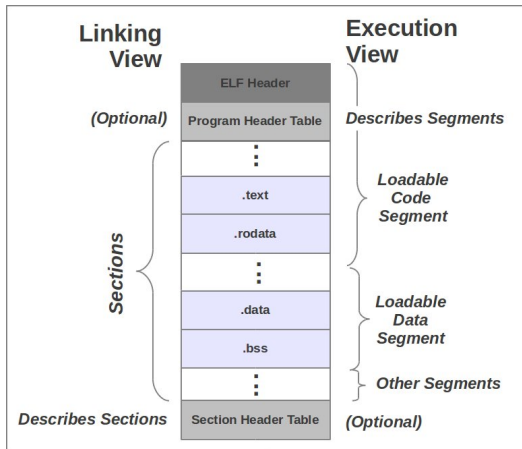 Linking
View
Execution
View
ELF Header
(Optional)
Program Header Table
Describes Segments
.text
.rodata
Loadable
Code
Segment
Sections
.data
.bss
Loadable
Data
Segment
Other Segments
Describes Sections
Section Header Table
(Optional)